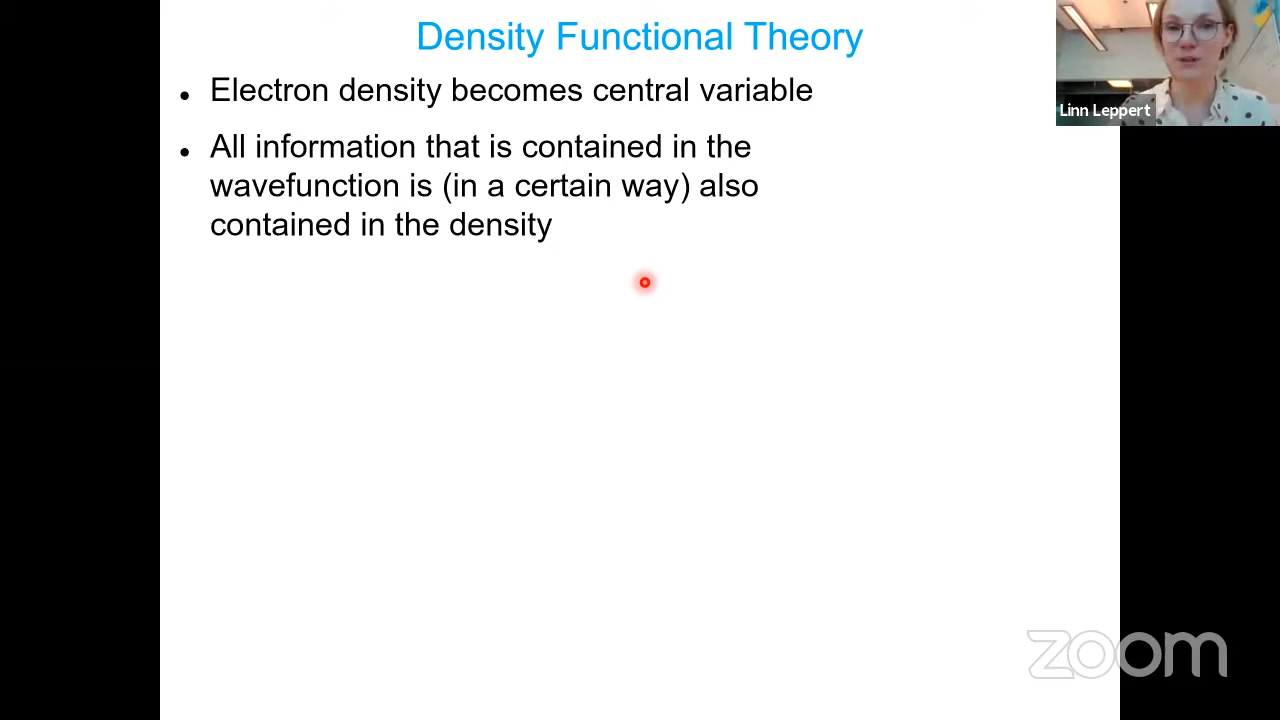 Density Functional Theory
Linn Leppert
● Electron density becomes central variable
● All information that is contained in the
wavefunction is (in a certain way) also
contained in the density
zoom